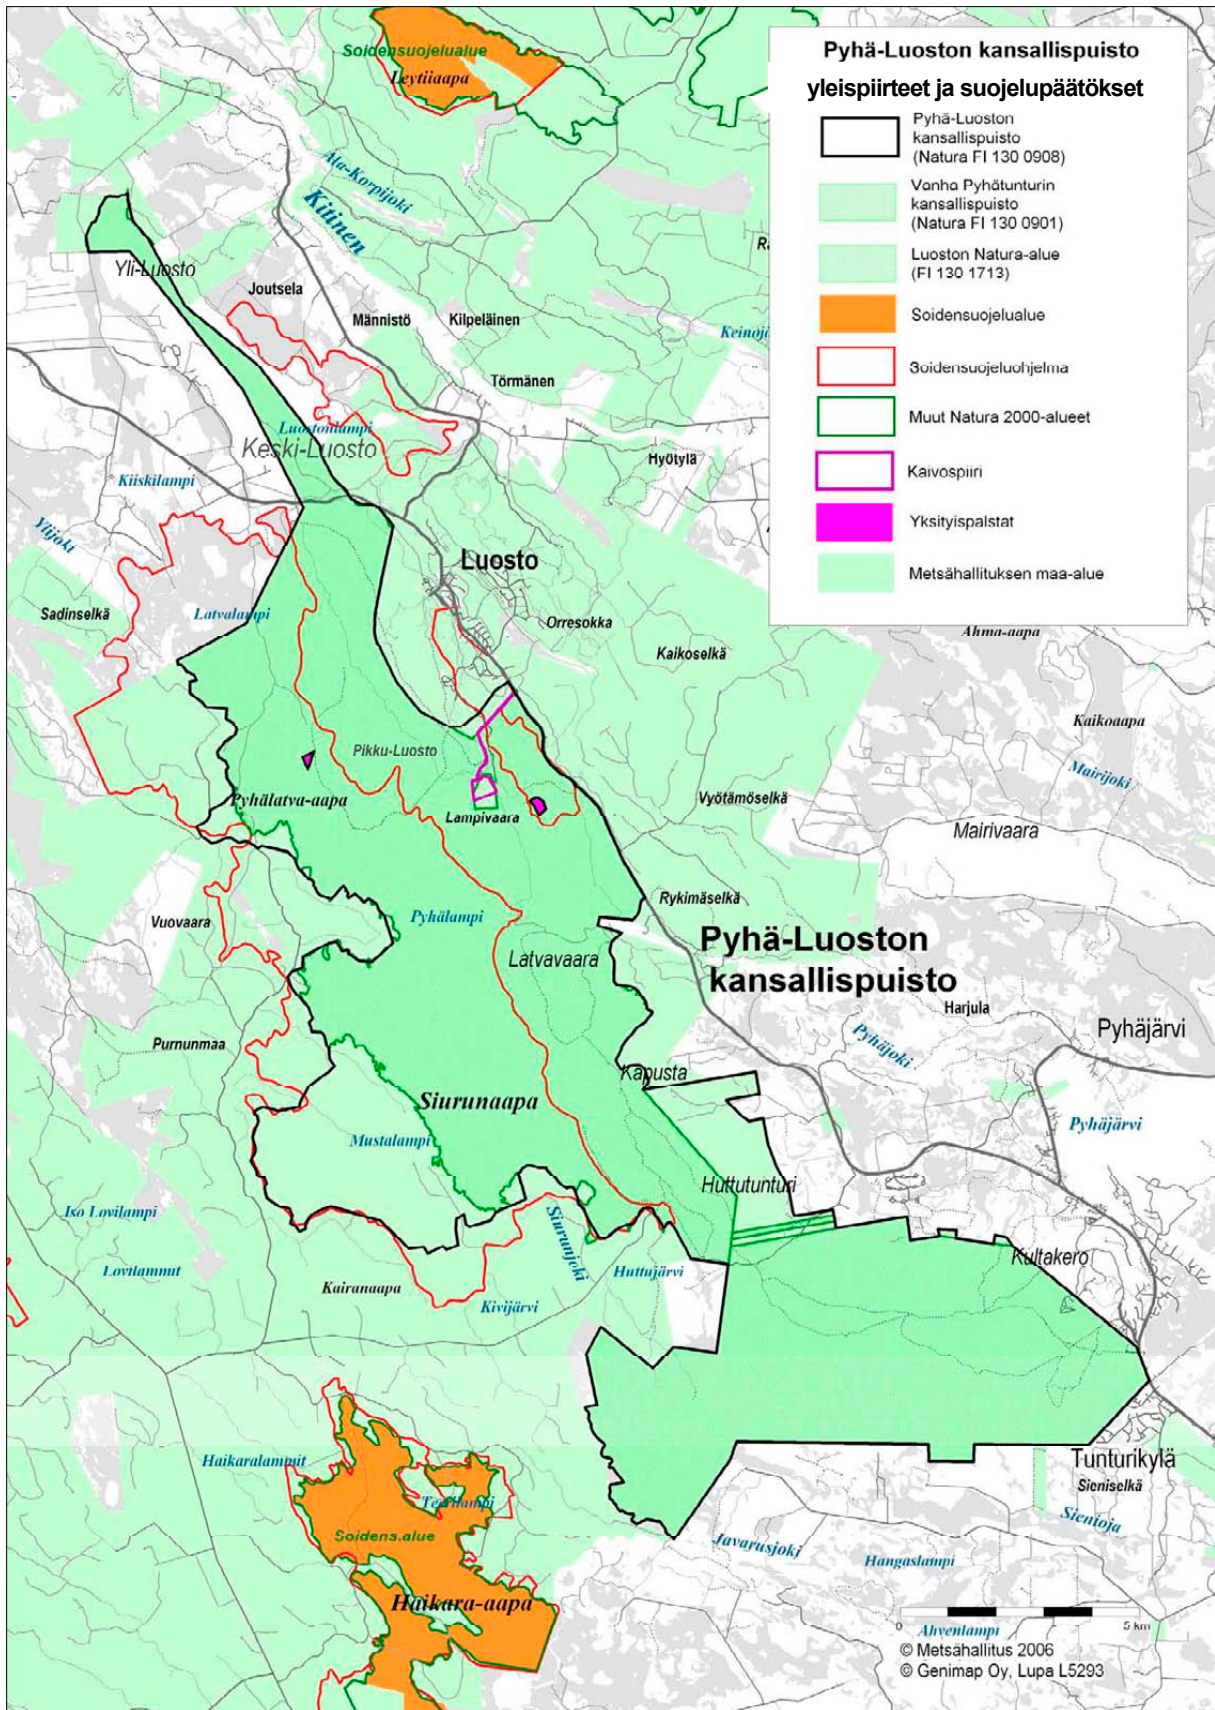 Pyhä-Luoston kansallispuisto
yleispiirteet ja suojelupäätökset
Pyhä-Luoston
kansallispuisto
(Natura FI 130 0908)
Vanha Pyhätunturin
kansallispuisto
(Natura FI 130 0901)
Luoston Natura-alue
(FI 130 1713)
Soidensuojelualue
Soidensuojeluohjelma
Muut Natura 2000-alueet
Kaivospiiri
Yksityispalstat
Metsähallituksen maa-alue
Soidensuojelualue
Leytiiaapa
Ala-Korpijoki
Kitinen
Yli-Luosto
Joutsela
Männistö
Kilpeläinen
Törmänen
Luostonlampi
Keski-Luosto
Hyötylä
Kiiskilampi
Ylijoki
Luosto
Sadinselkä
Latvalampi
Orresokka
Kaikoselkä
Ahma-aapa
Kaikoaapa
Mairijoki
Pikku-Luosto
Pyhälatva-aapa
Lampivaara
Vyötämöselkä
Mairivaara
Rykimäselkä
Vuovaara
Pyhälampi
Latvavaara
Pyhä-Luoston
kansallispuisto
Harjula
Pyhäjärvi
Pyhäjoki
Purnunmaa
Kapusta
Siurunaapa
Mustalampi
Pyhäjärvi
Huttutunturi
Iso Lovilampi
Siurunjoki
Lovilammit
Huttujärvi
Kultakero
Kairanaapa
Kivijärvi
Haikaralammit
Tunturikylä
Sieniselkä
Sientoja
Soidens.alue
Javarusjoki
Hangaslampi
Haikara-aapa
0
5 km
Ahvenlampi
© Metsähallitus 2006
© Genimap Oy, Lupa L5293